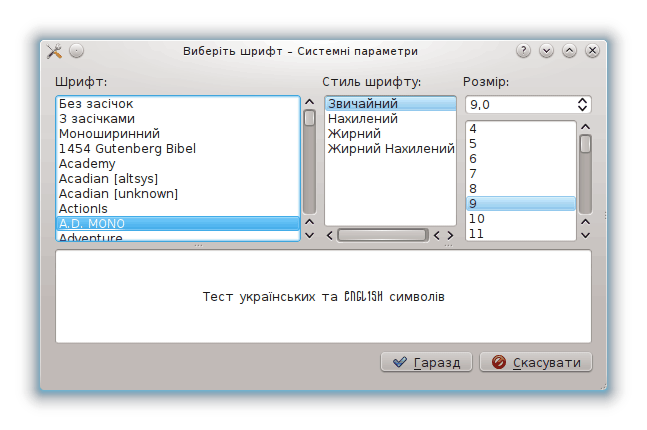 Виберіть шрифт – Системні параметри
Шрифт:
Стиль шрифту:
Розмір:
Без засічок
З засічками
Моноширинний
1454 Gutenberg Bibel
Academy
Acadian [altsys]
Acadian [unknown]
ActionIs
A.D. MONO
Adventure
Звичайний
Нахилений
Жирний
Жирний Нахилений
9,0
4
5
6
7
8
9
10
11
Тест українських та ENGLISH символів
Гаразд
Скасувати